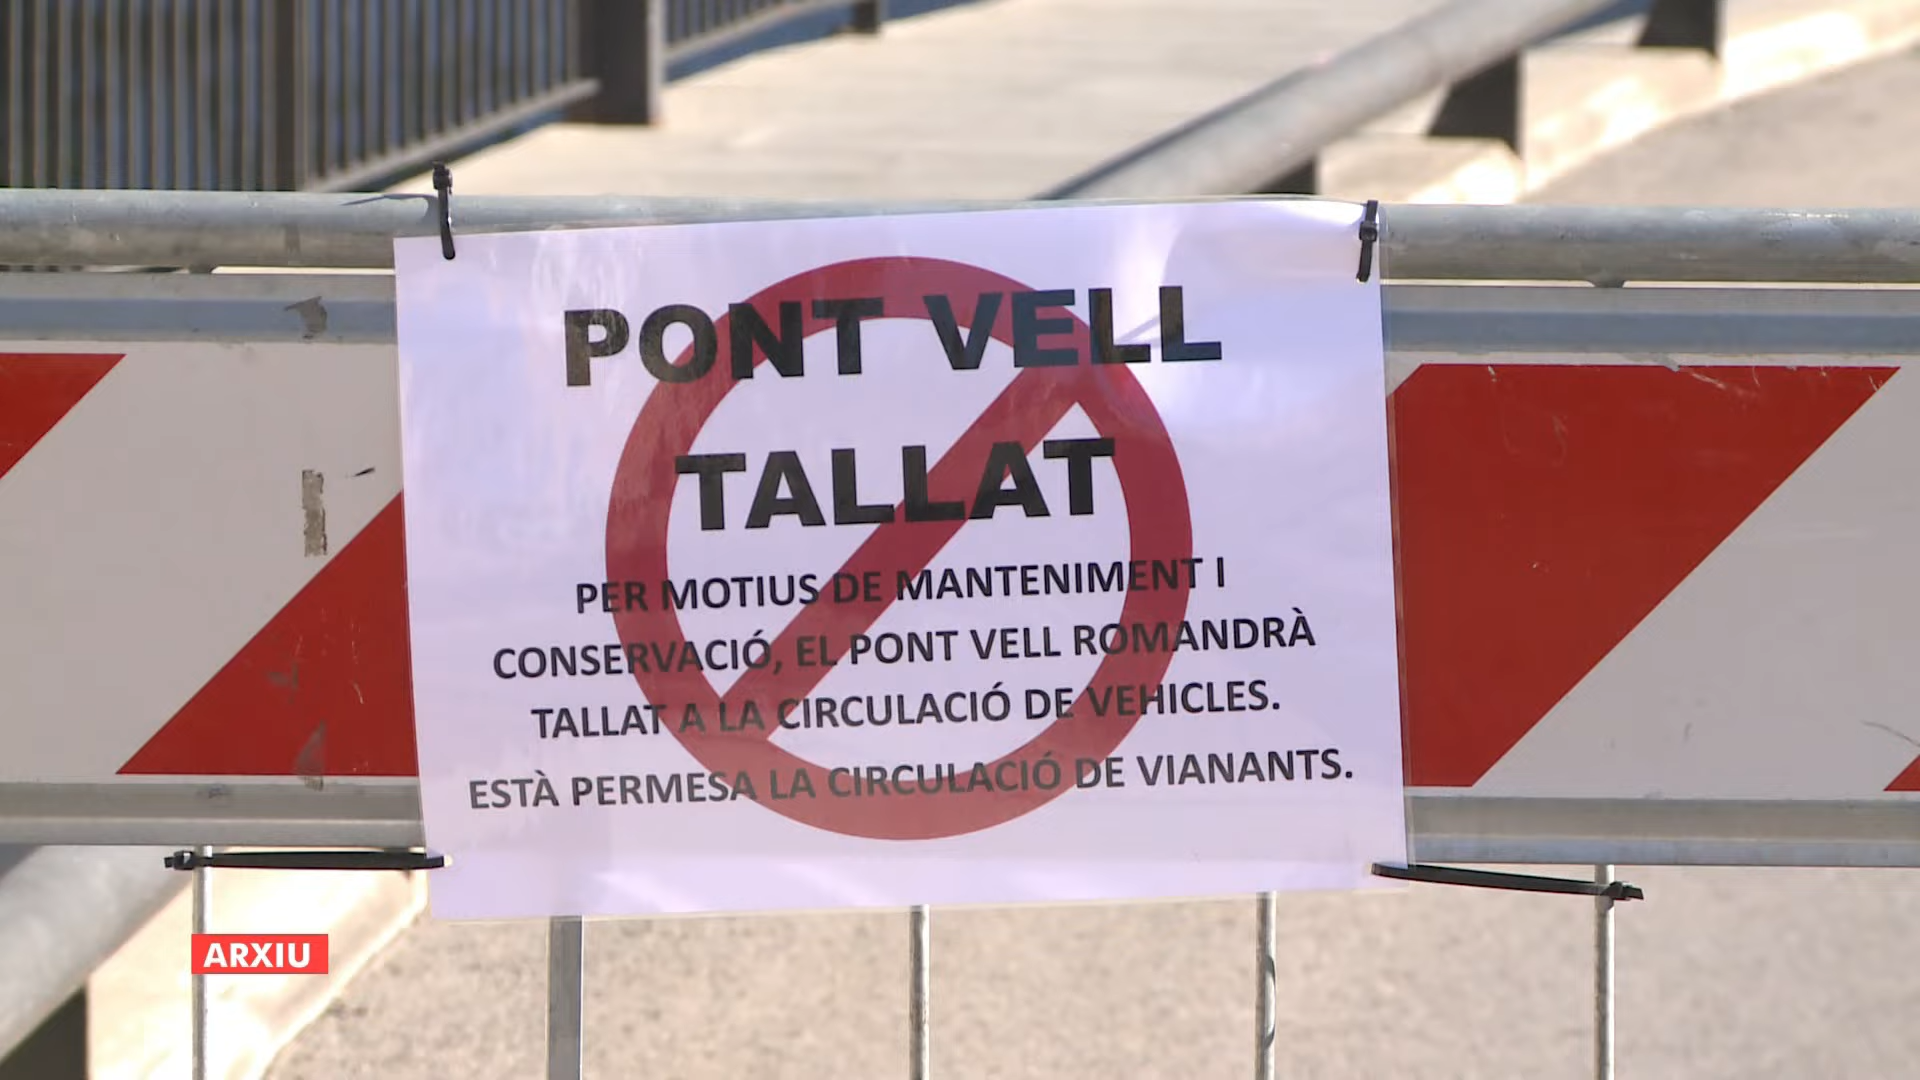 PONT VELL
TALLAT
PER MOTIUS DE MANTENIMENT I
CONSERVACIÓ, EL PONT VELL ROMANDRÀ
TALLAT A LA CIRCULACIÓ DE VEHICLES.
ESTÀ PERMESA LA CIRCULACIÓ DE VIANANTS.
ARXIU